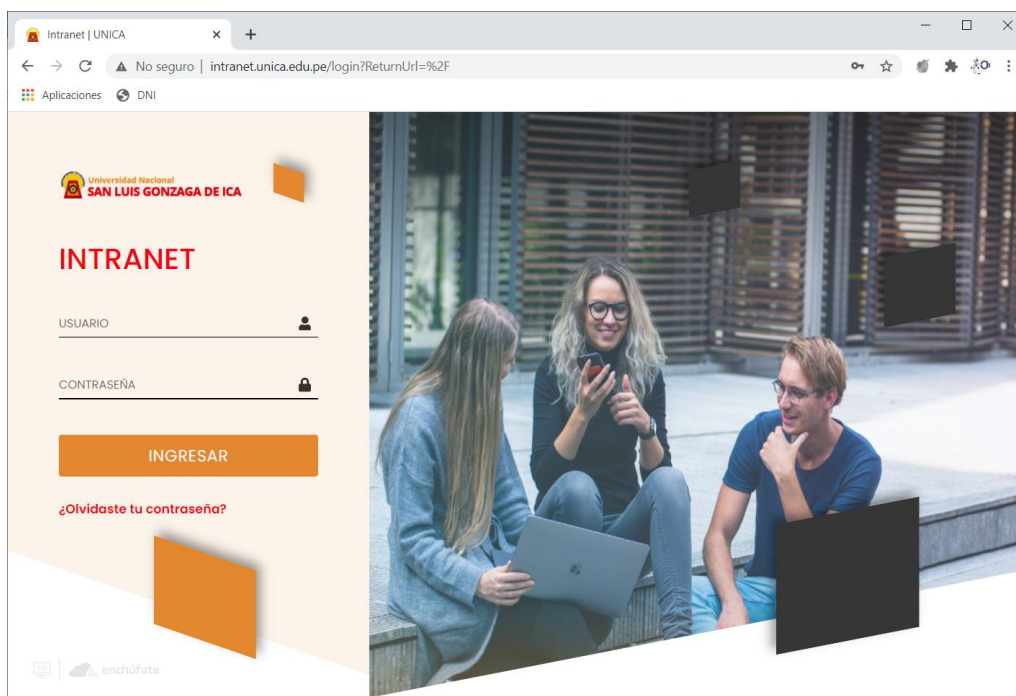 Intranet | UNICA
No seguro | intranet.unica.edu.pe/login?ReturnUrl=%2F
Aplicaciones DNI
Universidad Nacional
SAN LUIS GONZAGA DE ICA
INTRANET
USUARIO
CONTRASEÑA
INGRESAR
¿Olvidaste tu contraseña?
enchúfate